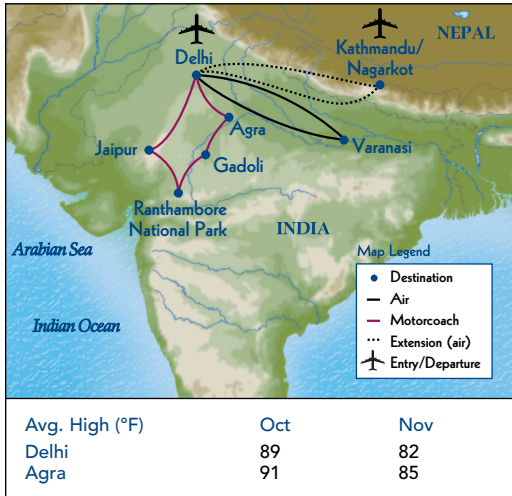 Delhi
Kathmandu/
Nagarkot
NEPAL
Agra
Jaipur
Gadoli
Varanasi
Ranthambore
National Park
INDIA
Arabian Sea
Indian Ocean
Map Legend
Destination
Air
Motorcoach
Extension (air)
Entry/Departure
Avg. High (°F) Oct Nov
Delhi 89 82
Agra 91 85